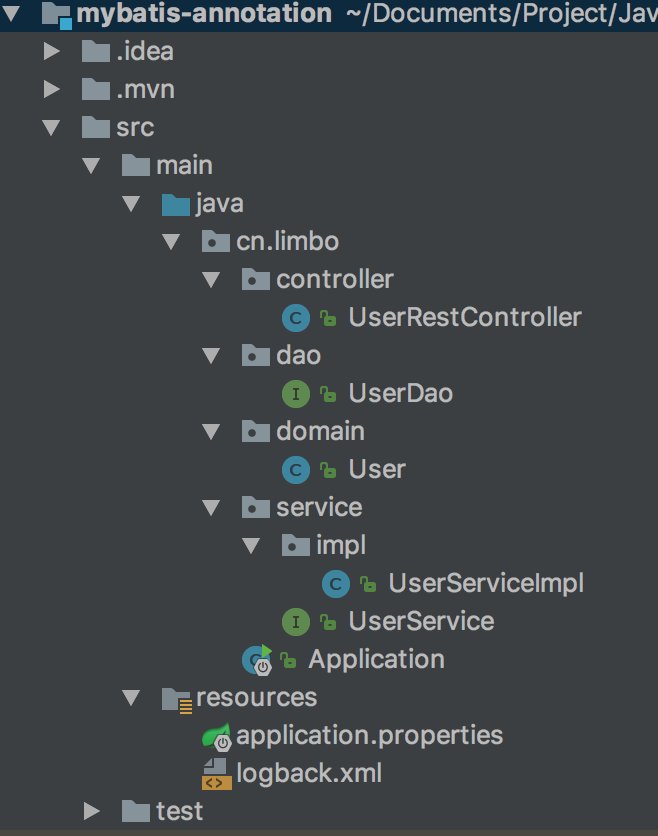 mybatis-annotation ~/Documents/Project/Jav
.idea
.mvn
src
main
java
cn.limbo
controller
C UserRestController
dao
I UserDao
domain
C User
service
impl
C UserServiceImpl
I UserService
Application
resources
application.properties
<> logback.xml
test